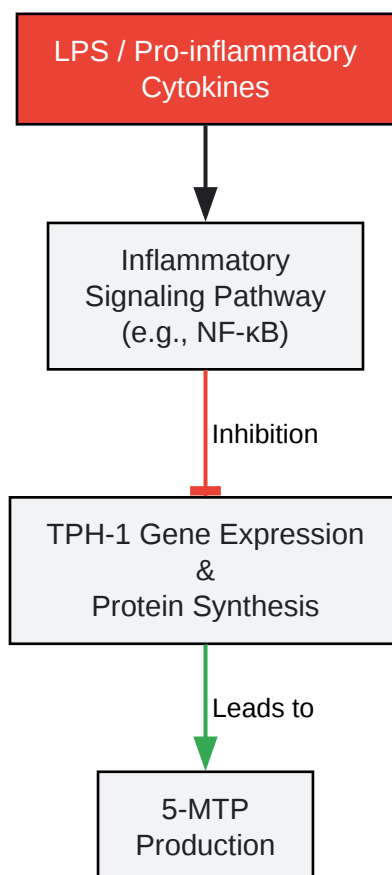 LPS / Pro-inflammatory
Cytokines
Inflammatory
Signaling Pathway
(e.g., NF-κB)
Inhibition
TPH-1 Gene Expression
&
Protein Synthesis
Leads to
5-MTP
Production